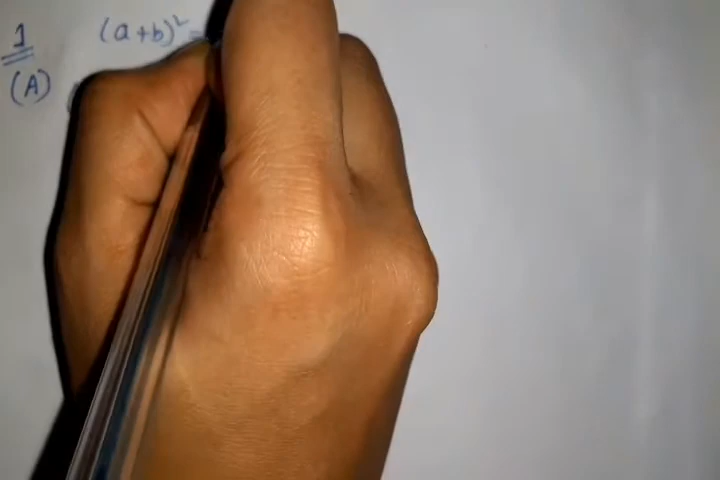 1 (a+b)² =
(A)